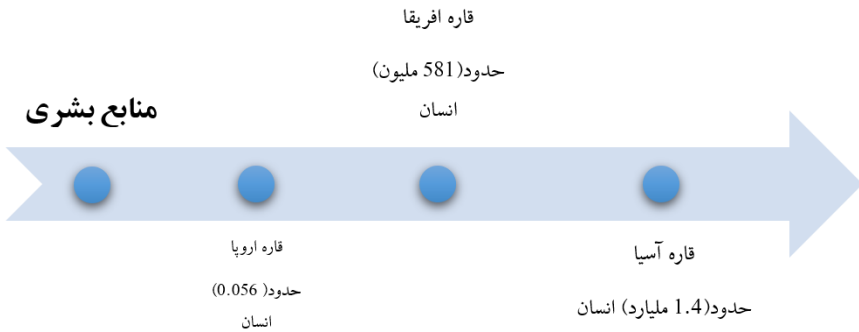 قاره افریقا
حدود(581 ملیون)
انسان
منابع بشری
قاره آسیا
حدود(1.4 ملیارد) انسان
قاره اروپا
حدود( 0.056)
انسان